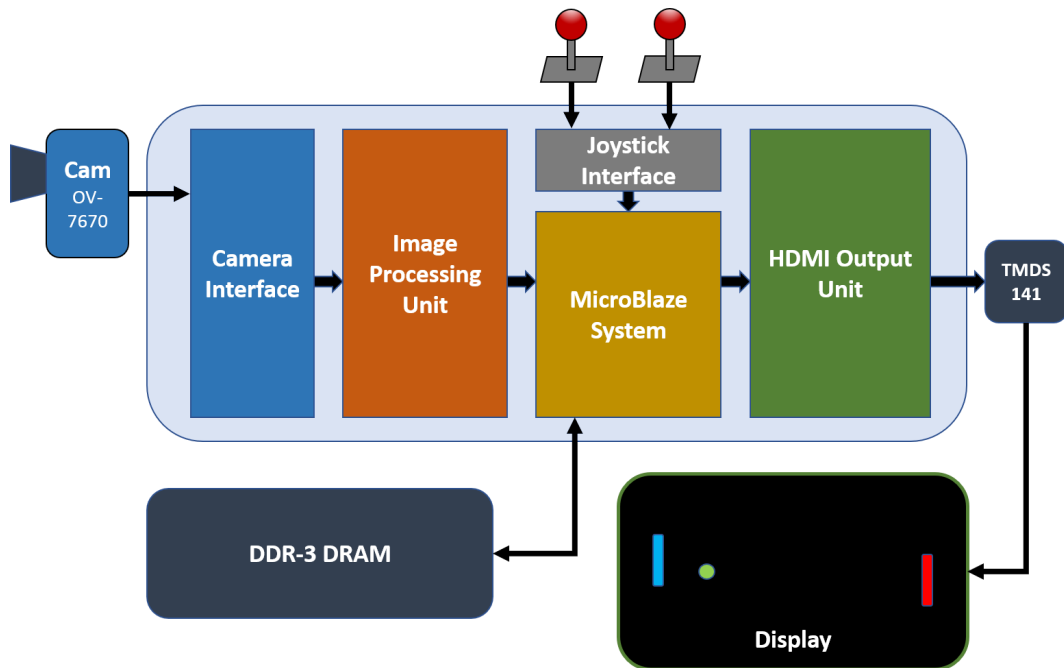 Cam
OV-
7670
Camera
Interface
Image
Processing
Unit
Joystick
Interface
MicroBlaze
System
HDMI Output
Unit
TMDS
141
DDR-3 DRAM
Display